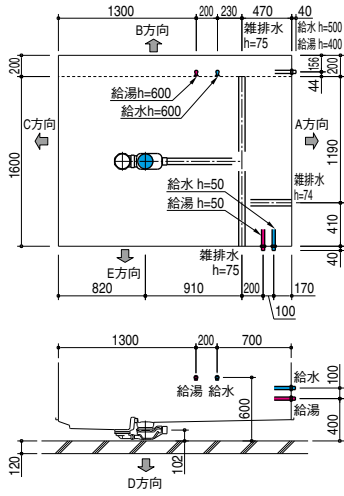 1300 200 230 470 40
B方向
雑排水
h=75
給水 h=500
給湯 h=400
200
200
156
44
給湯h=600
給水h=600
C方向
A方向
1600
1190
給水 h=50
給湯 h=50
雑排水
h=74
410
雑排水
h=75
40
E方向
820 910 200 170
100
1300 200 700
給湯 給水
給水
給湯
100
400
600
120
102
D方向